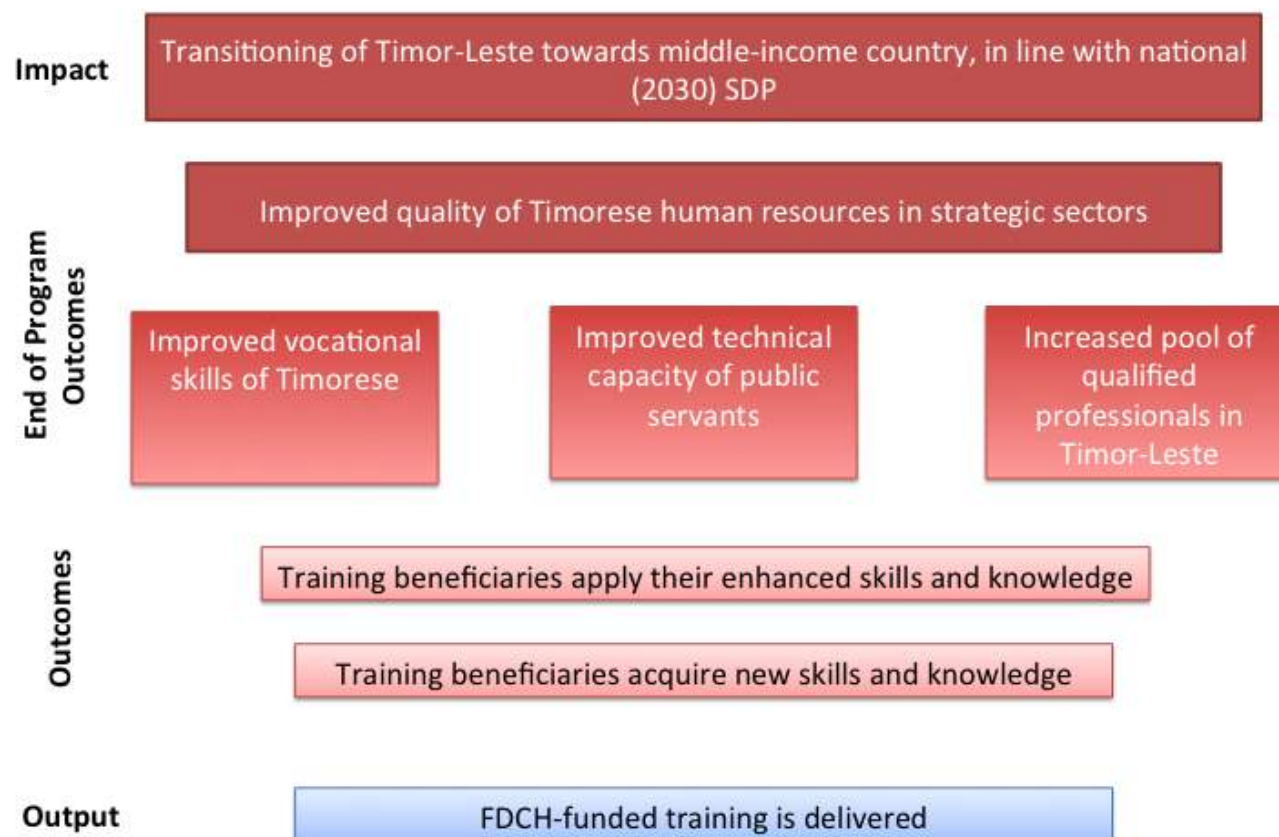 Impact
Transitioning of Timor-Leste towards middle-income country, in line with national
(2030) SDP
End of Program
Outcomes
Improved quality of Timorese human resources in strategic sectors
Improved vocational
skills of Timorese
Improved technical
capacity of public
servants
Increased pool of
qualified
professionals in
Timor-Leste
Outcomes
Training beneficiaries apply their enhanced skills and knowledge
Training beneficiaries acquire new skills and knowledge
Output
FDCH-funded training is delivered